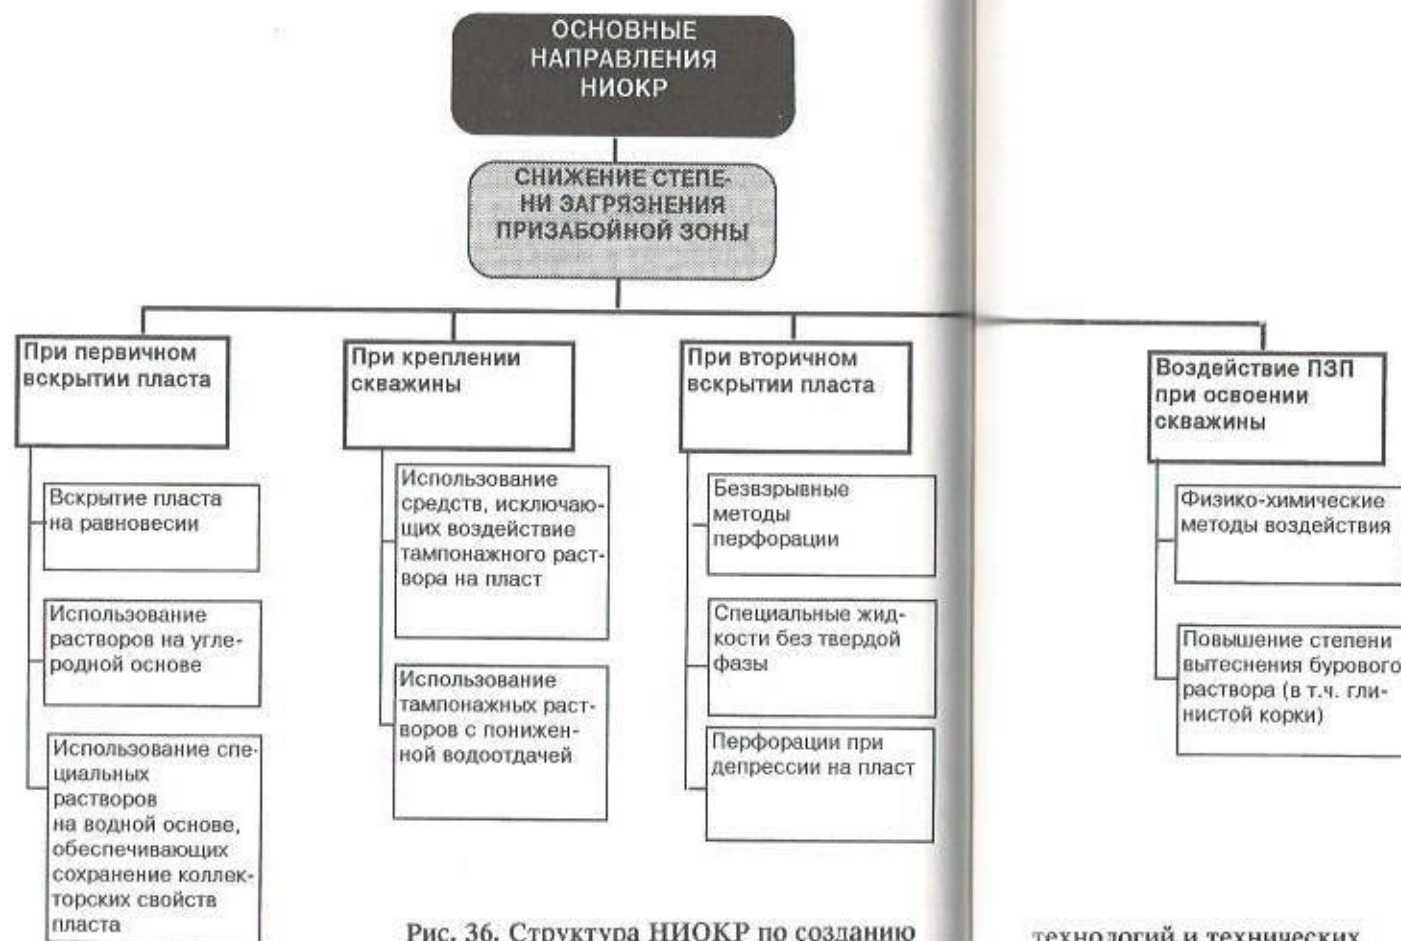 ОСНОВНЫЕ
НАПРАВЛЕНИЯ
НИОКР
СНИЖЕНИЕ СТЕПЕ-
НИ ЗАГРЯЗНЕНИЯ
ПРИЗАБОЙНОЙ ЗОНЫ
При первичном
вскрытии пласта
Вскрытие пласта
на равновесии
Использование
растворов на угле-
родной основе
Использование спе-
циальных
растворов
на водной основе,
обеспечивающих
сохранение коллек-
торских свойств
пласта
При креплении
скважины
Использование
средств, исключаю-
щих воздействие
тампонажного раст-
вора на пласт
Использование
тампонажных раст-
воров с понижен-
ной водоотдачей
При вторичном
вскрытии пласта
Безвзрывные
методы
перфорации
Специальные жид-
кости без твердой
фазы
Перфорации при
депрессии на пласт
Воздействие ПЗП
при освоении
скважины
Физико-химические
методы воздействия
Повышение степени
вытеснения бурового
раствора (в т.ч. гли-
нистой корки)
Рис. 36. Структура НИОКР по созданию технологий и технических